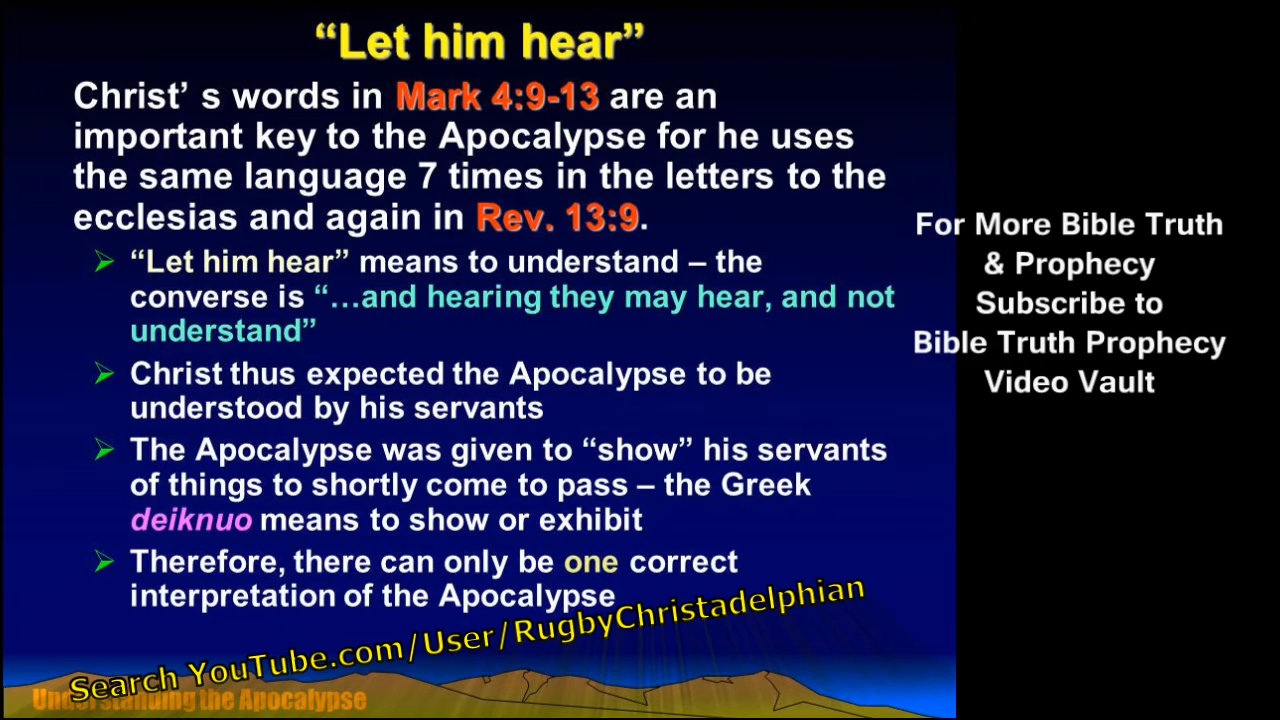 “Let him hear”
Christ’ s words in Mark 4:9-13 are an
important key to the Apocalypse for he uses
the same language 7 times in the letters to the
ecclesias and again in Rev. 13:9.
“Let him hear” means to understand – the
converse is “…and hearing they may hear, and not
understand”
Christ thus expected the Apocalypse to be
understood by his servants
The Apocalypse was given to “show” his servants
of things to shortly come to pass – the Greek
deiknuo means to show or exhibit
Therefore, there can only be one correct
interpretation of the Apocalypse
Search YouTube.com/User/RugbyChristadelphian
Understanding the Apocalypse
For More Bible Truth
& Prophecy
Subscribe to
Bible Truth Prophecy
Video Vault